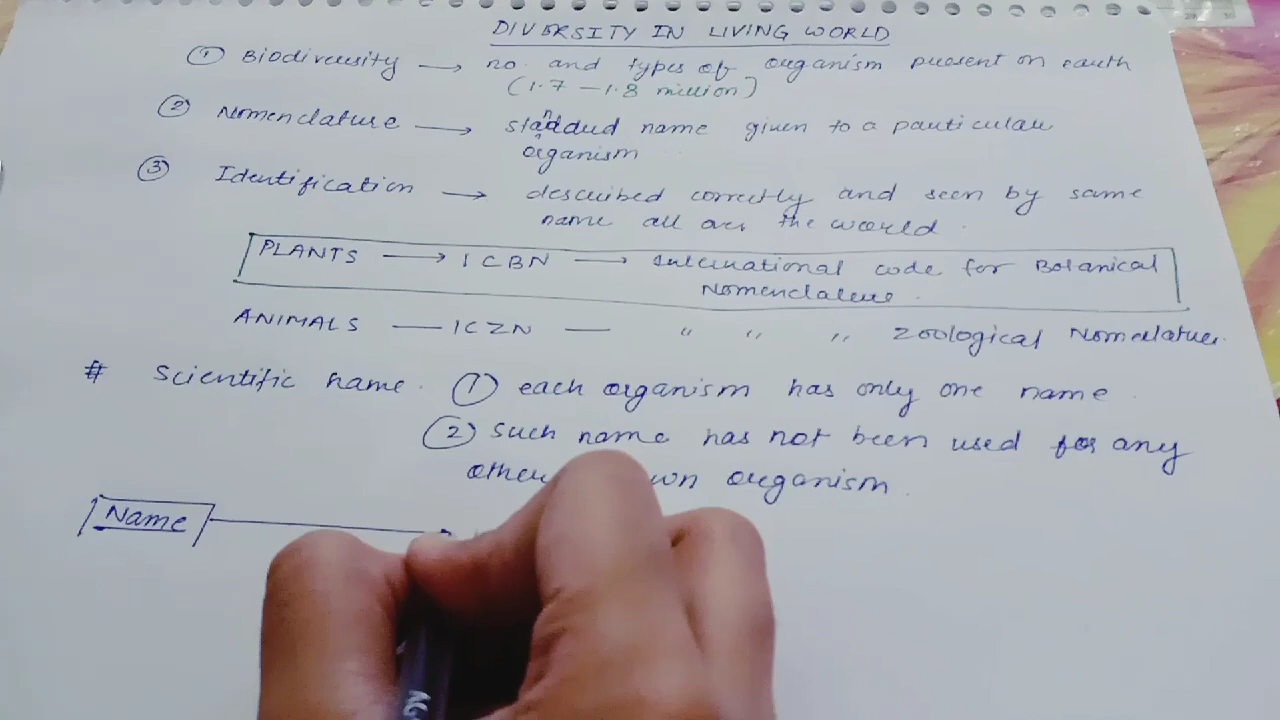 DIVERSITY IN LIVING WORLD
① Biodiversity → no. and types of organism present on earth
(1.7 – 1.8 million)
② Nomenclature → standdud name given to a particular
organism
③ Identification → described correctly and seen by same
name all over the world.
PLANTS → ICBN → International code for Botanical
Nomenclature.
ANIMALS — ICZN — " " " Zoological Nomenclature.
# Scientific name. ① each organism has only one name.
② such name has not been used for any
other organism.
Name →